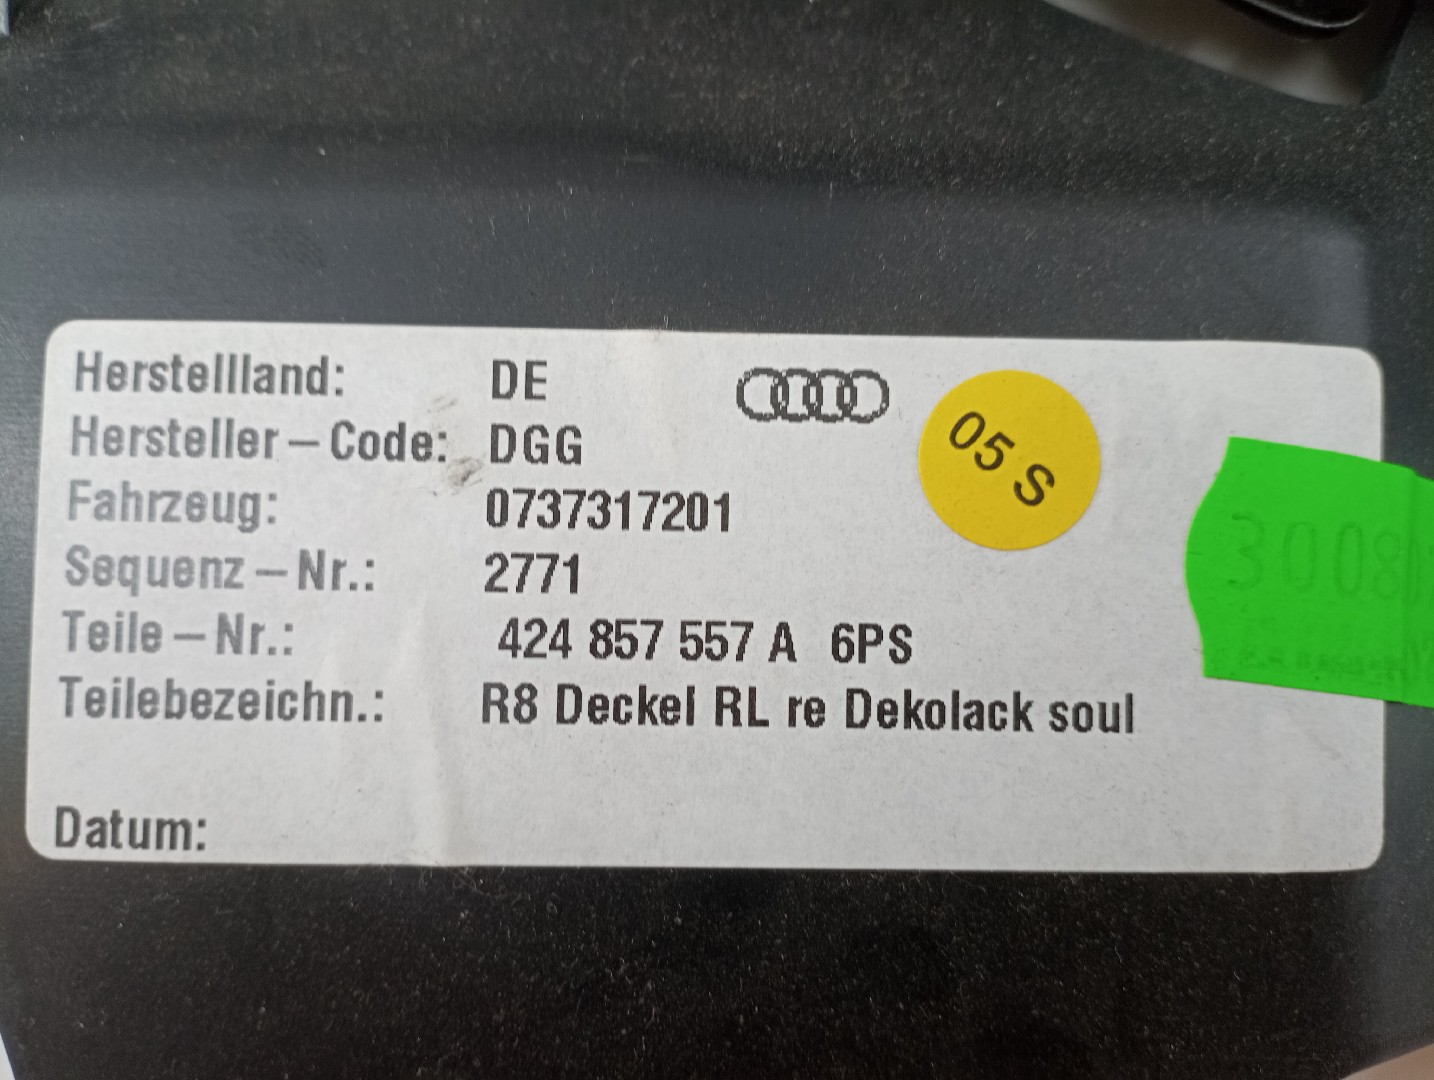 Herstellland: DE
Hersteller-Code: DGG
Fahrzeug: 0737317201
Sequenz-Nr.: 2771
Teile-Nr.: 424 857 557 A 6PS
Teilebezeichn.: R8 Deckel RL re Dekolack soul
Datum:
05 S